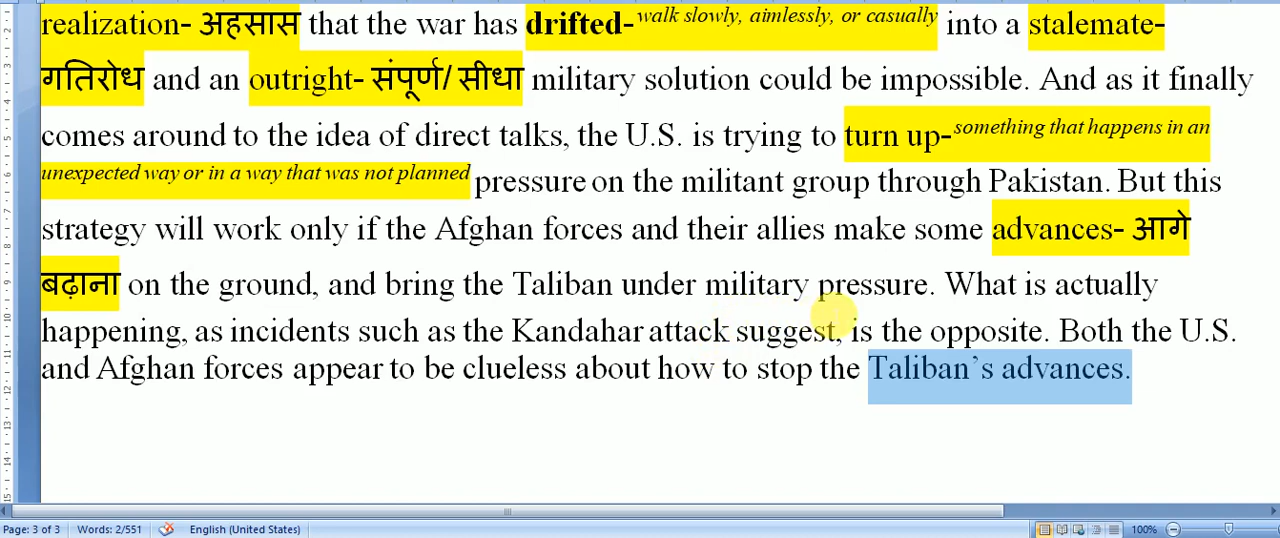 realization- अहसास that the war has drifted- walk slowly, aimlessly, or casually into a stalemate-
गतिरोध and an outright- संपूर्ण/ सीधा military solution could be impossible. And as it finally
comes around to the idea of direct talks, the U.S. is trying to turn up- something that happens in an
unexpected way or in a way that was not planned pressure on the militant group through Pakistan. But this
strategy will work only if the Afghan forces and their allies make some advances- आगे
बढ़ाना on the ground, and bring the Taliban under military pressure. What is actually
happening, as incidents such as the Kandahar attack suggest, is the opposite. Both the U.S.
and Afghan forces appear to be clueless about how to stop the Taliban’s advances.
Page: 3 of 3 Words: 2/551 English (United States) 100%